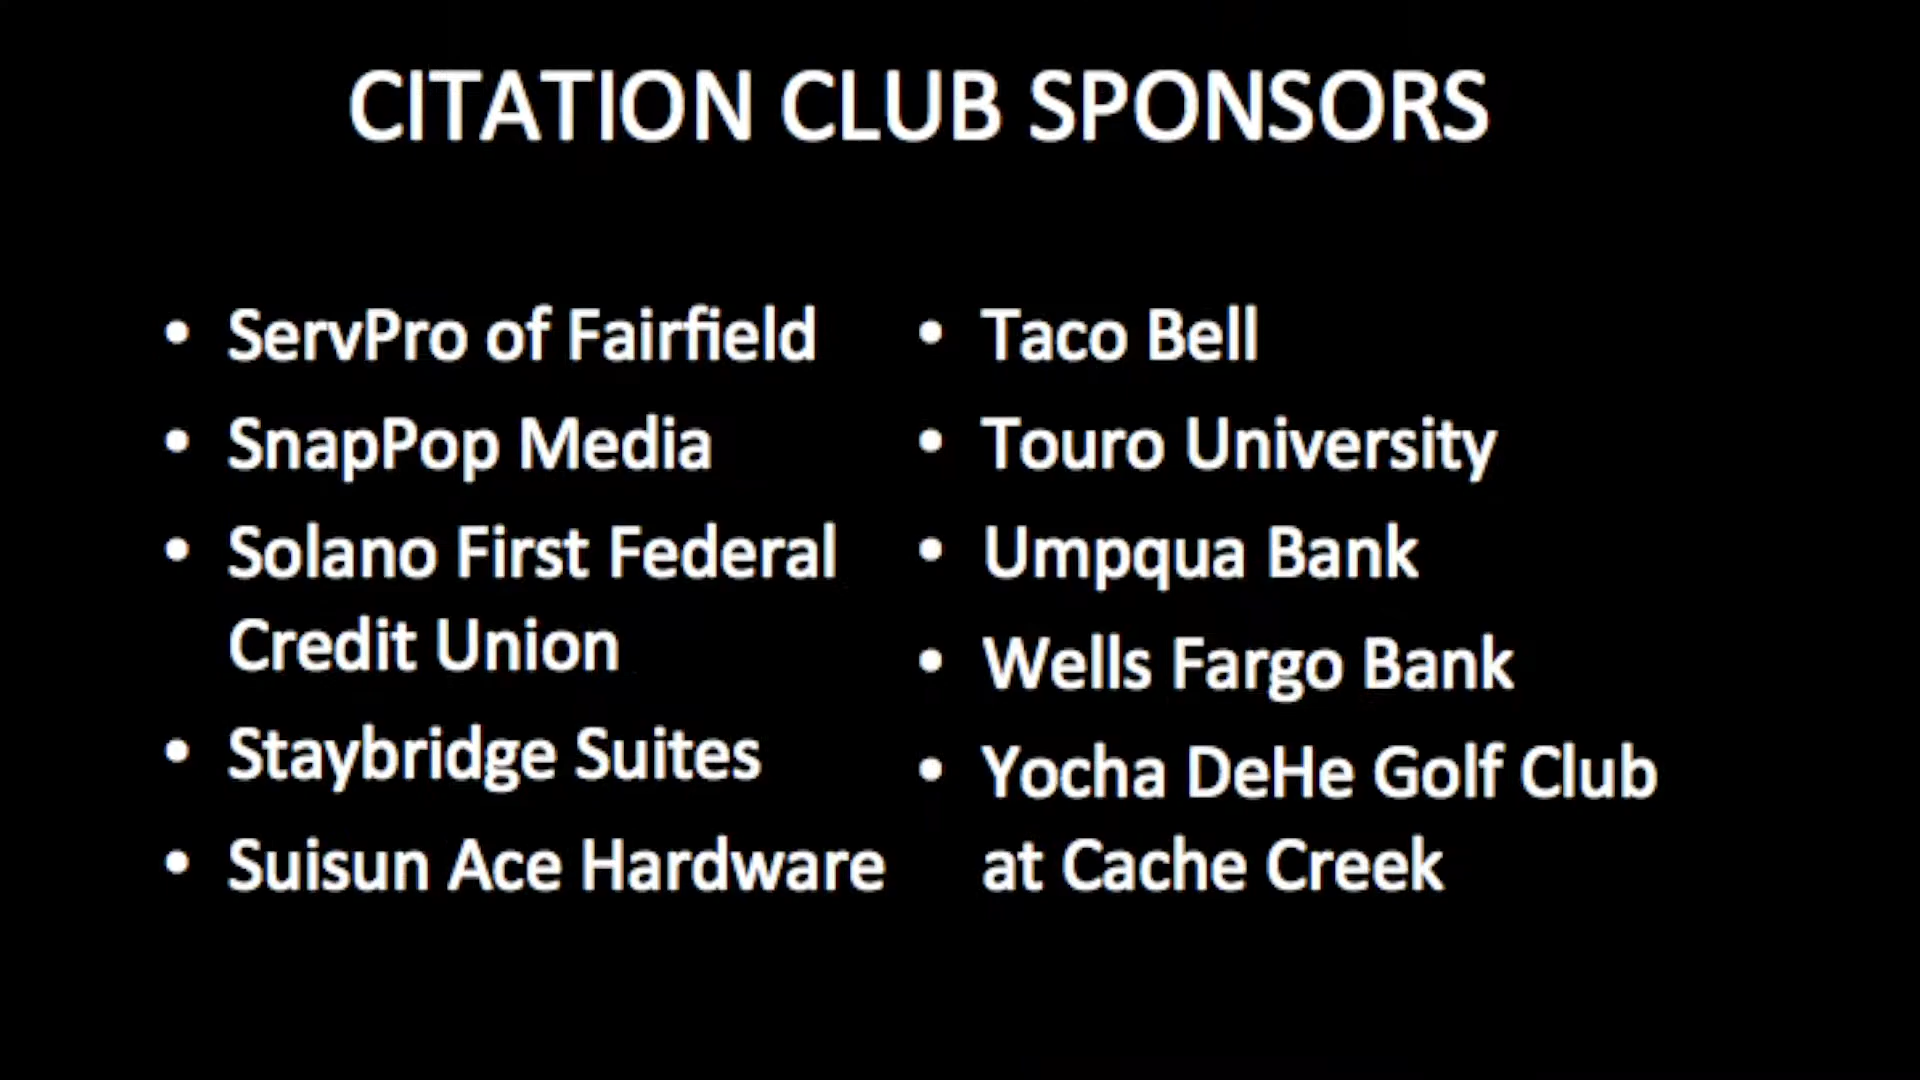 CITATION CLUB SPONSORS
• ServPro of Fairfield
• SnapPop Media
• Solano First Federal
Credit Union
• Staybridge Suites
• Suisun Ace Hardware
• Taco Bell
• Touro University
• Umpqua Bank
• Wells Fargo Bank
• Yocha DeHe Golf Club
at Cache Creek